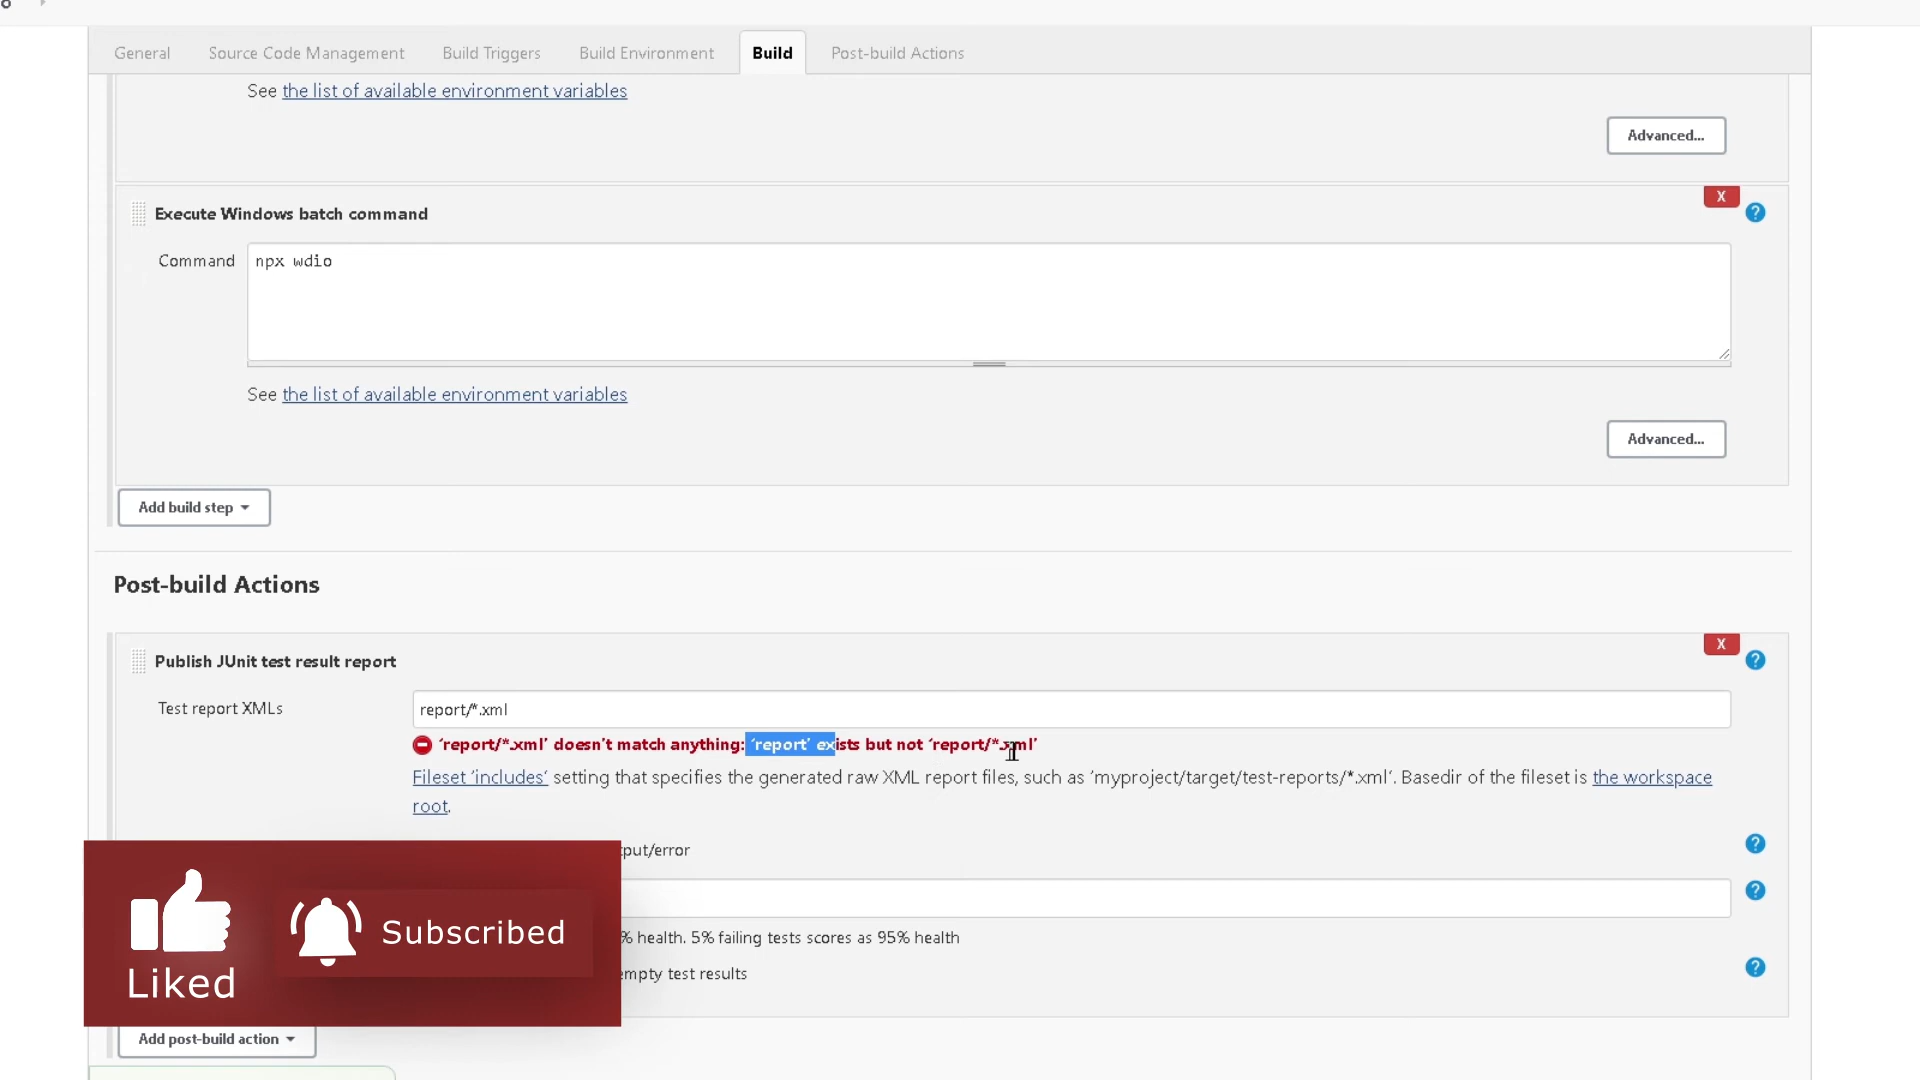 General Source Code Management Build Triggers Build Environment Build Post-build Actions
See the list of available environment variables
Advanced...
X
Execute Windows batch command
?
Command npx wdio
See the list of available environment variables
Advanced...
Add build step
Post-build Actions
X
Publish JUnit test result report
?
Test report XMLs report/*.xml
'report/*.xml' doesn't match anything: 'report' exists but not 'report/*.xml'
Fileset 'includes' setting that specifies the generated raw XML report files, such as 'myproject/target/test-reports/*.xml'. Basedir of the fileset is the workspace
root.
?
put/error
?
% health. 5% failing tests scores as 95% health
?
empty test results
Liked
Subscribed
Add post-build action